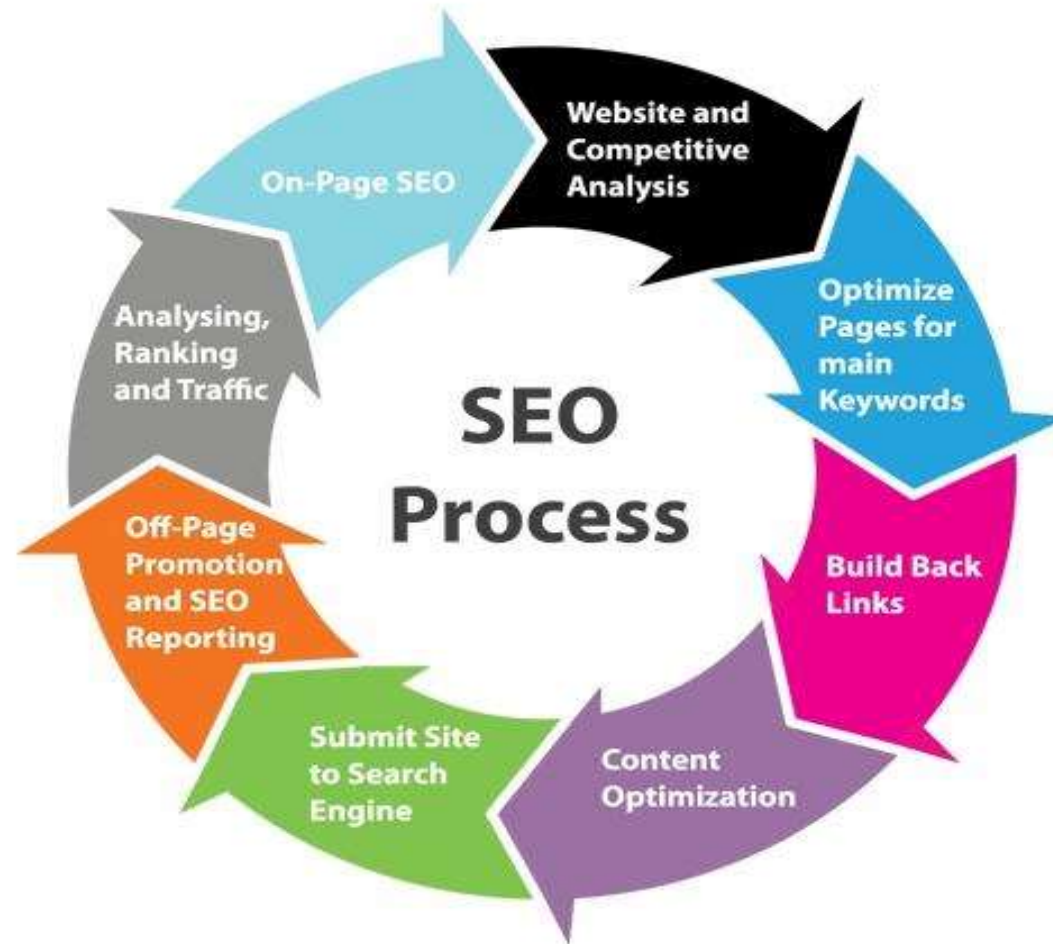 On-Page SEO
Website and
Competitive
Analysis
Optimize
Pages for
main
Keywords
Build Back
Links
Content
Optimization
Submit Site
to Search
Engine
Off-Page
Promotion
and SEO
Reporting
Analysing,
Ranking
and Traffic
SEO
Process